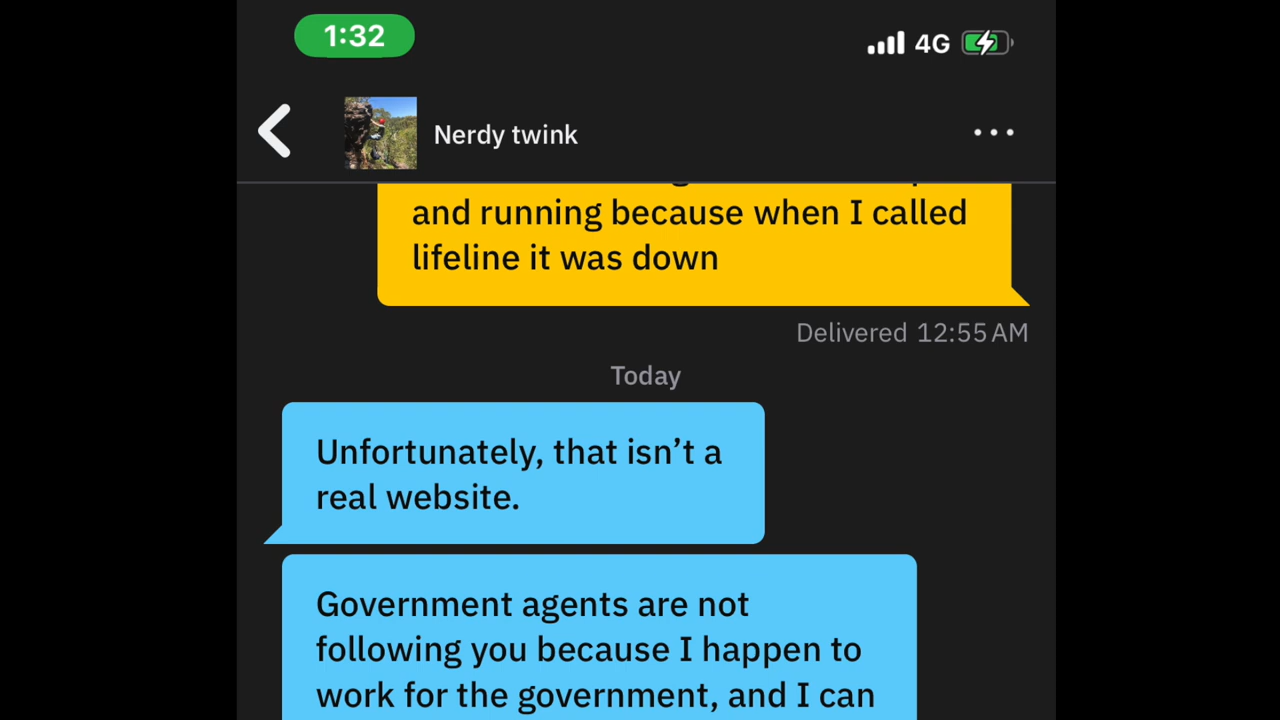 1:32
4G
Nerdy twink
and running because when I called
lifeline it was down
Delivered 12:55 AM
Today
Unfortunately, that isn’t a
real website.
Government agents are not
following you because I happen to
work for the government, and I can